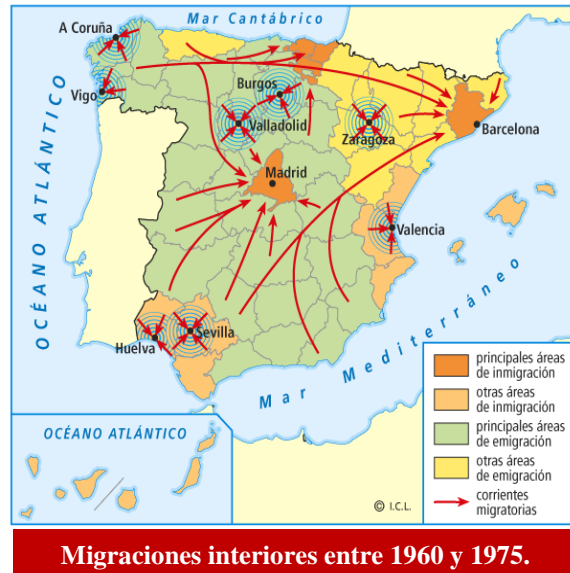 Mar Cantábrico
A Coruña
Vigo
Burgos
Valladolid
Zaragoza
Barcelona
Madrid
OCÉANO ATLÁNTICO
Valencia
Sevilla
Huelva
Mar Mediterráneo
OCÉANO ATLÁNTICO
principales áreas
de inmigración
otras áreas
de inmigración
principales áreas
de emigración
otras áreas
de emigración
corrientes
migratorias
© I.C.L.
Migraciones interiores entre 1960 y 1975.